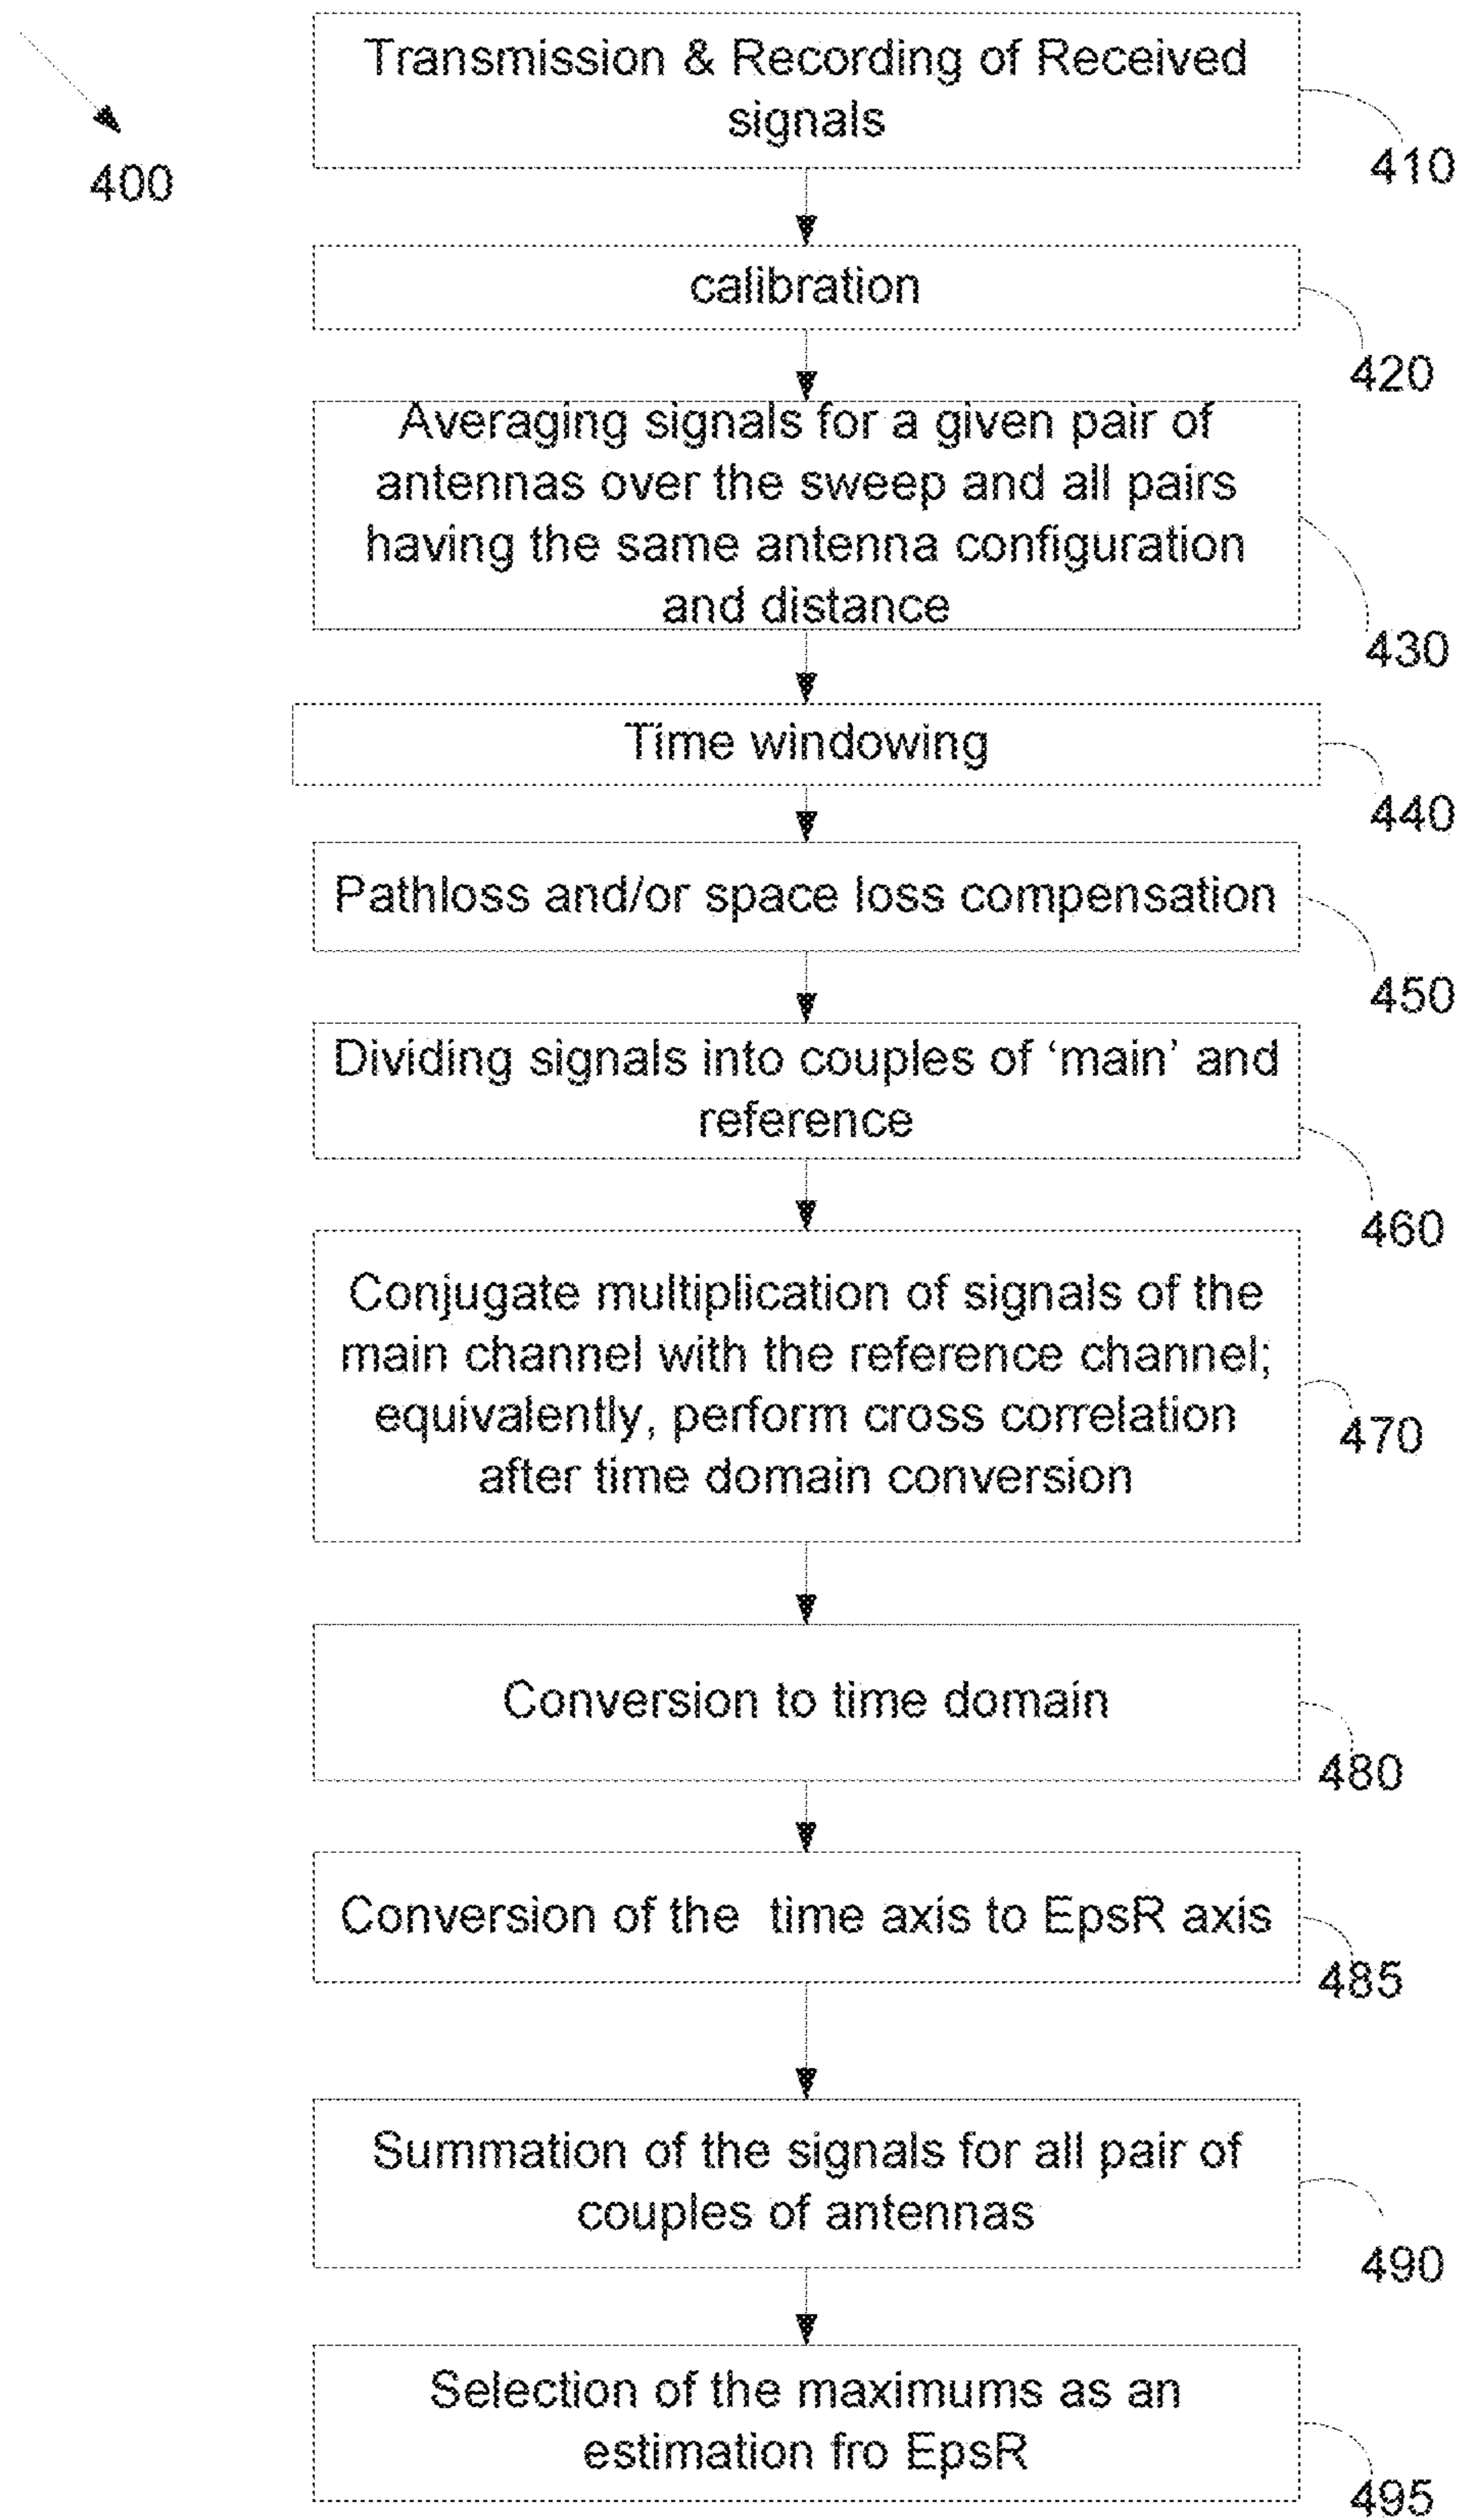 400
Transmission & Recording of Received
signals
410
calibration
420
Averaging signals for a given pair of
antennas over the sweep and all pairs
having the same antenna configuration
and distance
430
Time windowing
440
Pathloss and/or space loss compensation
450
Dividing signals into couples of ‘main’ and
reference
460
Conjugate multiplication of signals of the
main channel with the reference channel;
equivalently, perform cross correlation
after time domain conversion
470
Conversion to time domain
480
Conversion of the time axis to EpsR axis
485
Summation of the signals for all pair of
couples of antennas
490
Selection of the maximums as an
estimation fro EpsR
495